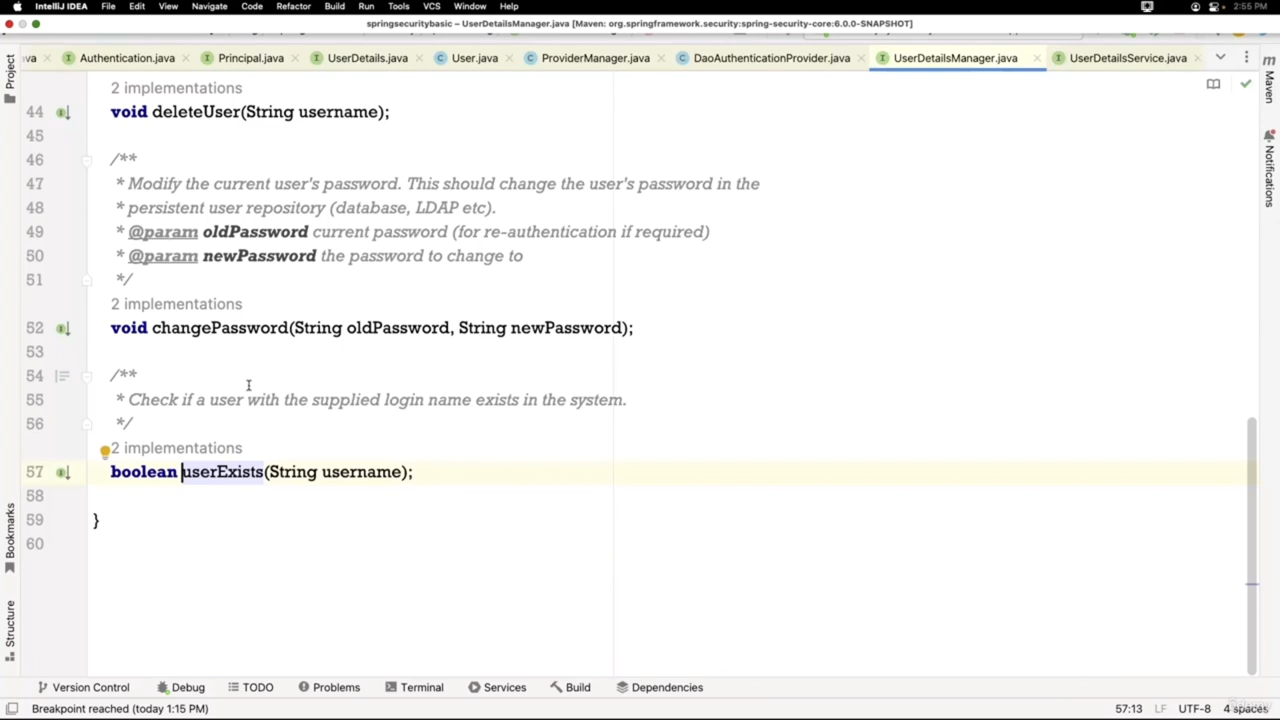 IntelliJ IDEA File Edit View Navigate Code Refactor Build Run Tools VCS Window Help 2:55 PM
springsecuritybasic – UserDetailsManager.java [Maven: org.springframework.security:spring-security-core:6.0.0-SNAPSHOT]
va Authentication.java Principal.java UserDetails.java User.java ProviderManager.java DaoAuthenticationProvider.java UserDetailsManager.java UserDetailsService.java
Project
Bookmarks
Structure
Maven
Notifications
2 implementations
44 void deleteUser(String username);
45
46 /**
47 * Modify the current user's password. This should change the user's password in the
48 * persistent user repository (database, LDAP etc).
49 * @param oldPassword current password (for re-authentication if required)
50 * @param newPassword the password to change to
51 */
2 implementations
52 void changePassword(String oldPassword, String newPassword);
53
54 /**
55 * Check if a user with the supplied login name exists in the system.
56 */
2 implementations
57 boolean userExists(String username);
58
59 }
60
Version Control Debug TODO Problems Terminal Services Build Dependencies
Breakpoint reached (today 1:15 PM) 57:13 LF UTF-8 4 spaces